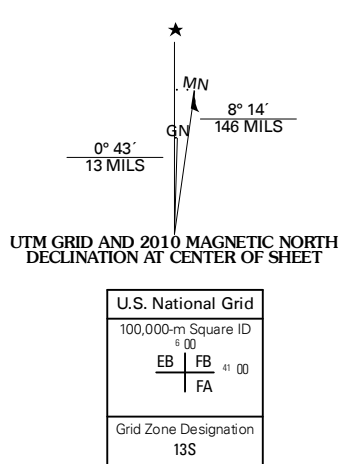 ★
MN
8° 14´
146 MILS
GN
0° 43´
13 MILS
UTM GRID AND 2010 MAGNETIC NORTH
DECLINATION AT CENTER OF SHEET
U.S. National Grid
100,000-m Square ID
6 00
EB FB 41 00
FA
Grid Zone Designation
13S